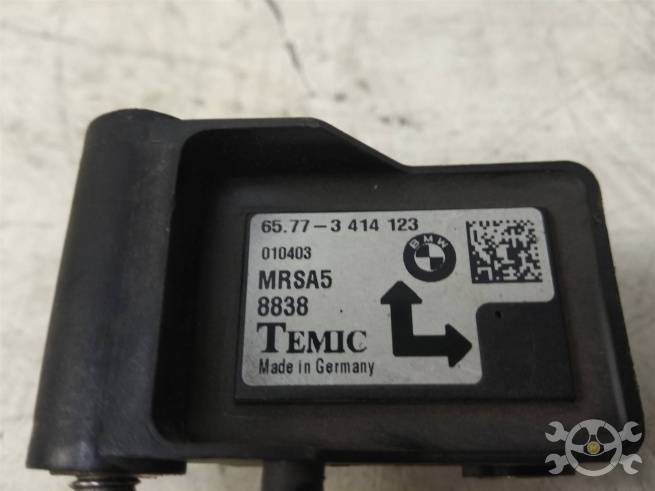 65.77-3 414 123
010403
BMW
MRSA5
8838
TEMIC
Made in Germany